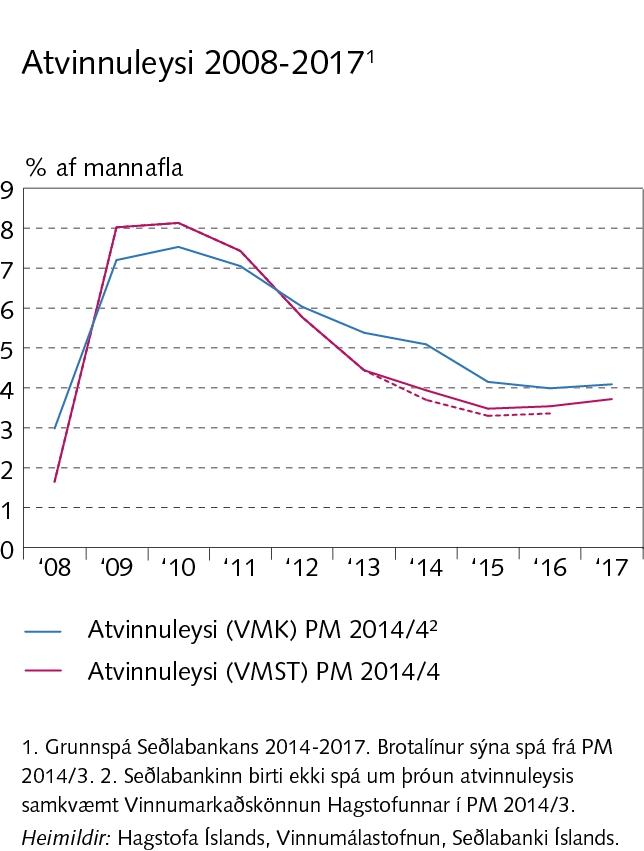 Atvinnuleysi 2008-2017¹
% af mannafla
9
8
7
6
5
4
3
2
1
0
‘08 ‘09 ‘10 ‘11 ‘12 ‘13 ‘14 ‘15 ‘16 ‘17
Atvinnuleysi (VMK) PM 2014/4²
Atvinnuleysi (VMST) PM 2014/4
1. Grunnspá Seðlabankans 2014-2017. Brotalínur sýna spá frá PM
2014/3. 2. Seðlabankinn birti ekki spá um þróun atvinnuleysis
samkvæmt Vinnumarkaðskönnun Hagstofunnar í PM 2014/3.
Heimildir: Hagstofa Íslands, Vinnumálastofnun, Seðlabanki Íslands.